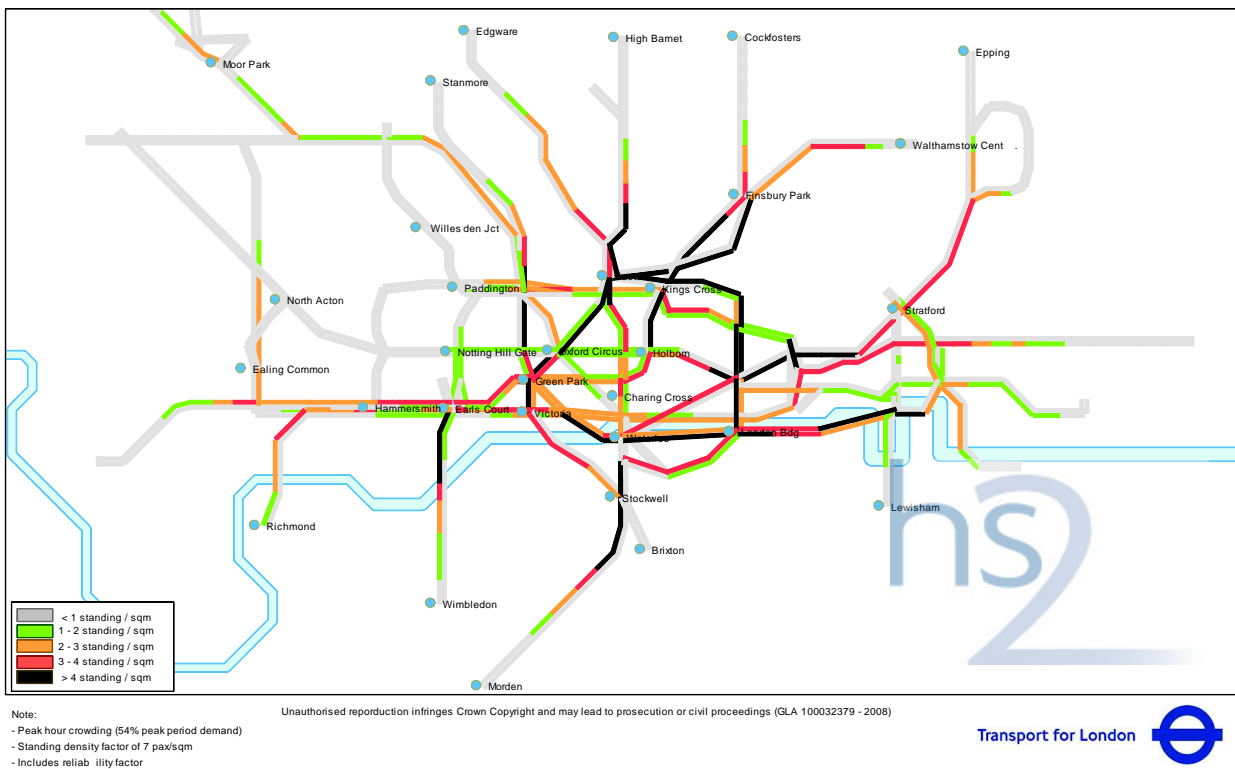 Edgware
High Barnet
Cockfosters
Epping
Moor Park
Stanmore
Walthamstow Cent .
Finsbury Park
Willes den Jct
Paddington
Kings Cross
North Acton
Stratford
Notting Hill Gate
Oxford Circus
Holborn
Ealing Common
Green Park
Charing Cross
Hammersmith
Earls Court
Victoria
Waterloo
London Bdg
Stockwell
Lewisham
Richmond
Brixton
hs2
Wimbledon
Morden
< 1 standing / sqm
1 - 2 standing / sqm
2 - 3 standing / sqm
3 - 4 standing / sqm
> 4 standing / sqm
Note:
- Peak hour crowding (54% peak period demand)
- Standing density factor of 7 pax/sqm
- Includes reliab ility factor
Unauthorised reporduction infringes Crown Copyright and may lead to prosecution or civil proceedings (GLA 100032379 - 2008)
Transport for London